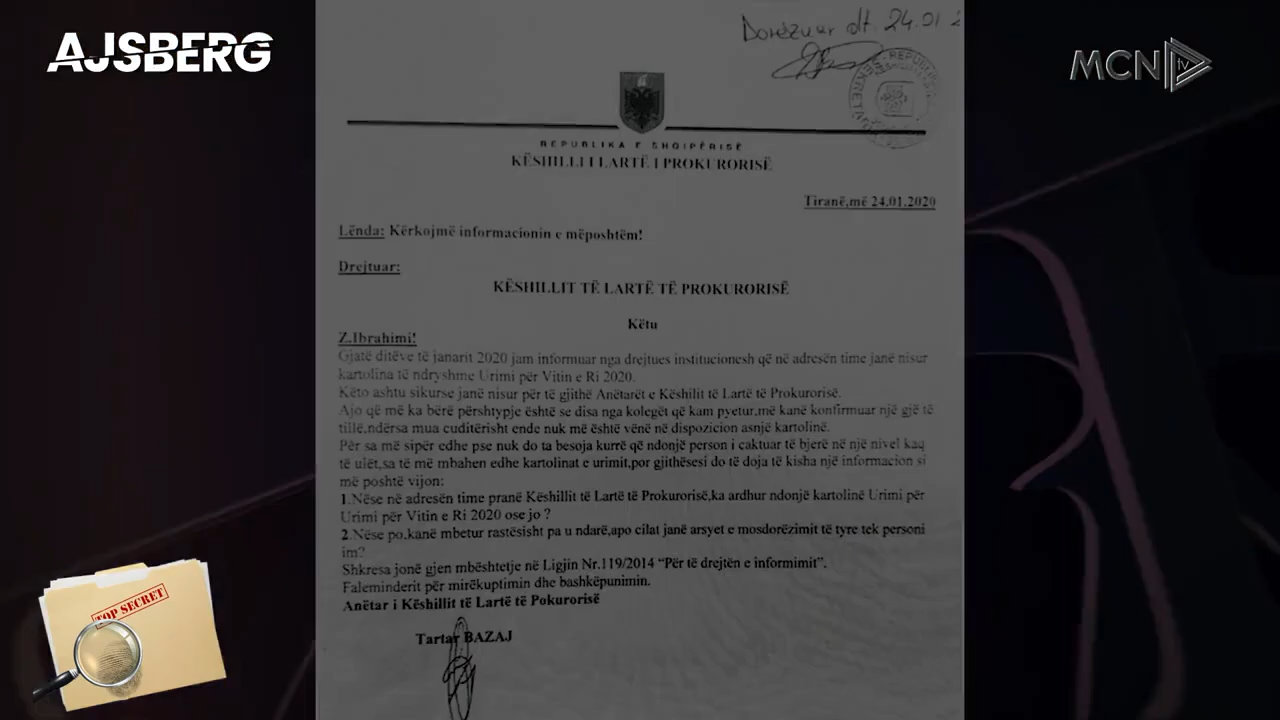 AJSBERG
MCN tv
Dorëzuar dt. 24.01.2
REPUBLIKA E SHQIPËRISË
KËSHILLI I LARTË I PROKURORISË
Tiranë,më 24.01.2020
Lënda: Kërkojmë informacionin e mëposhtëm!
Drejtuar:
KËSHILLIT TË LARTË TË PROKURORISË
Këtu
Z.Ibrahimi!
Gjatë ditëve të janarit 2020 jam informuar nga drejtues institucionesh që në adresën time janë nisur
kartolina të ndryshme Urimi për Vitin e Ri 2020.
Këto ashtu sikurse janë nisur për të gjithë Anëtarët e Këshilit të Lartë të Prokurorisë.
Ajo që më ka bërë përshtypje është se disa nga kolegët që kam pyetur,më kanë konfirmuar një gjë të
tillë,ndërsa mua cuditërisht ende nuk më është vënë në dispozicion asnjë kartolinë.
Për sa më sipër edhe pse nuk do ta besoja kurrë që ndonjë person i caktuar të bjerë në një nivel kaq
të ulët,sa të më mbahen edhe kartolinat e urimit,por gjithësesi do të doja të kisha një informacion si
më poshtë vijon:
1.Nëse në adresën time pranë Këshillit të Lartë të Prokurorisë,ka ardhur ndonjë kartolinë Urimi për
Urimi për Vitin e Ri 2020 ose jo ?
2.Nëse po,kanë mbetur rastësisht pa u ndarë,apo cilat janë arsyet e mosdorëzimit të tyre tek personi
im?
Shkresa jonë gjen mbështetje në Ligjin Nr.119/2014 “Për të drejtën e informimit”.
Faleminderit për mirëkuptimin dhe bashkëpunimin.
Anëtar i Këshillit të Lartë të Pokurorisë
Tartar BAZAJ
TOP SECRET